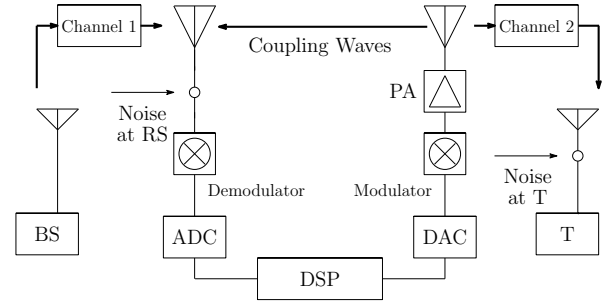 Channel 1
Channel 2
Coupling Waves
PA
Noise
at RS
Noise
at T
Demodulator
Modulator
BS
ADC
DAC
T
DSP